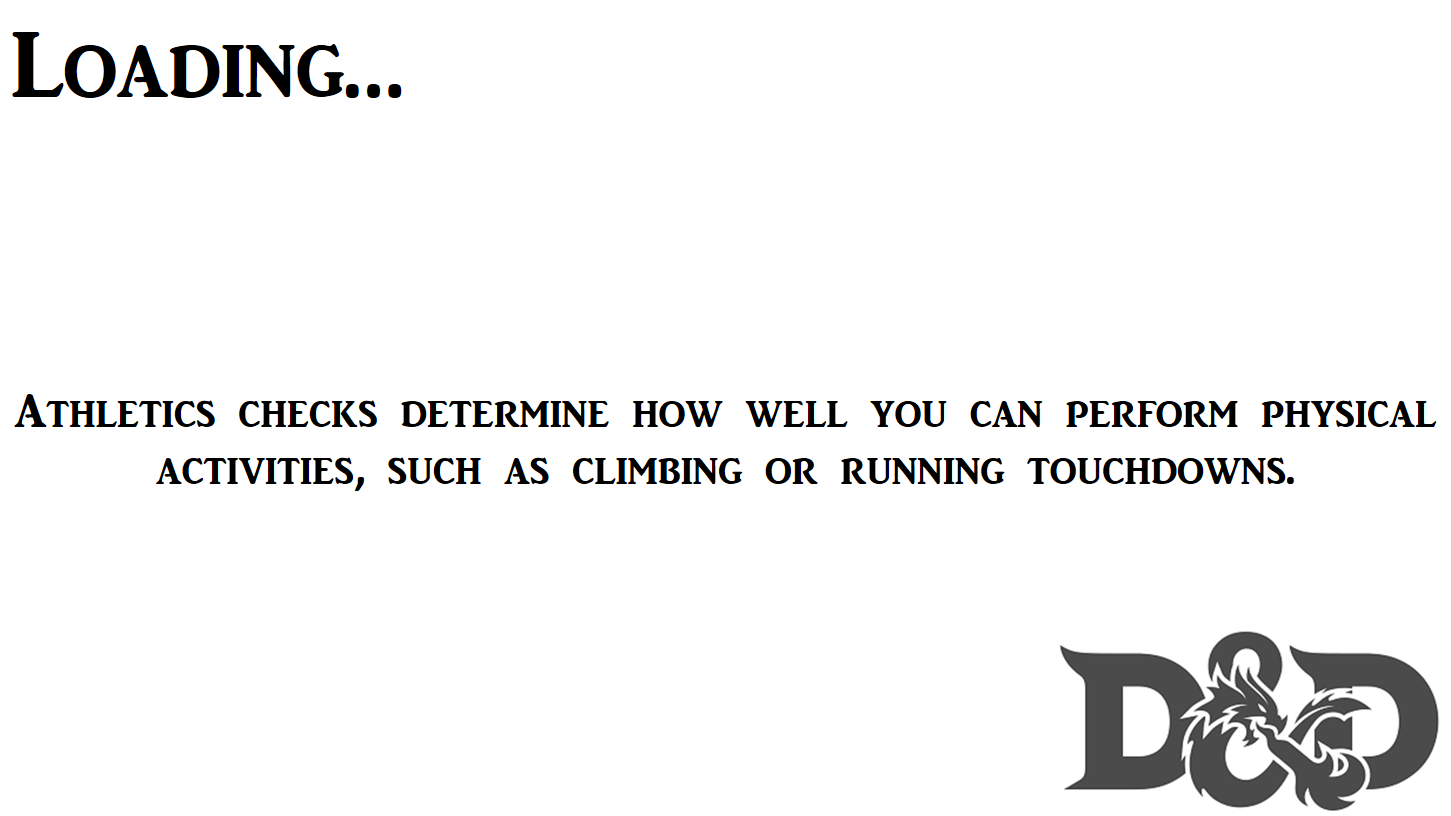 Loading...
Athletics checks determine how well you can perform physical
activities, such as climbing or running touchdowns.
D&D